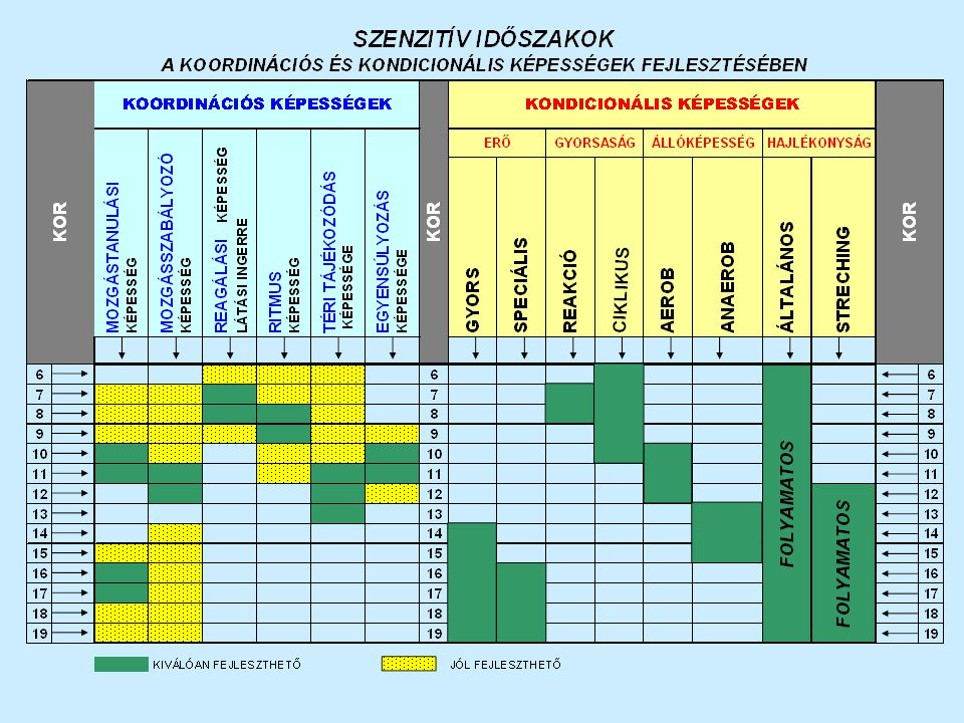 SZENZITÍV IDŐSZAKOK
A KOORDINÁCIÓS ÉS KONDICIONÁLIS KÉPESSÉGEK FEJLESZTÉSÉBEN
KOORDINÁCIÓS KÉPESSÉGEK
KONDICIONÁLIS KÉPESSÉGEK
ERŐ
GYORSASÁG
ÁLLÓKÉPESSÉG
HAJLÉKONYSÁG
KOR
MOZGÁSTANULÁSI
KÉPESSÉG
MOZGÁSSZABÁLYOZÓ
KÉPESSÉG
REAGÁLÁSI KÉPESSÉG
LÁTÁSI INGERRE
RITMUS
KÉPESSÉG
TÉRI TÁJÉKOZÓDÁS
KÉPESSÉGE
EGYENSÚLYOZÁS
KÉPESSÉGE
KOR
GYORS
SPECIÁLIS
REAKCIÓ
CIKLIKUS
AEROB
ANAEROB
ÁLTALÁNOS
STRECHING
KOR
6 6 6
7 7 7
8 8 8
9 9 9
10 10 10
11 11 11
12 12 12
13 13 13
14 14 14
15 15 15
16 16 16
17 17 17
18 18 18
19 19 19
FOLYAMATOS
FOLYAMATOS
KIVÁLÓAN FEJLESZTHETŐ
JÓL FEJLESZTHETŐ